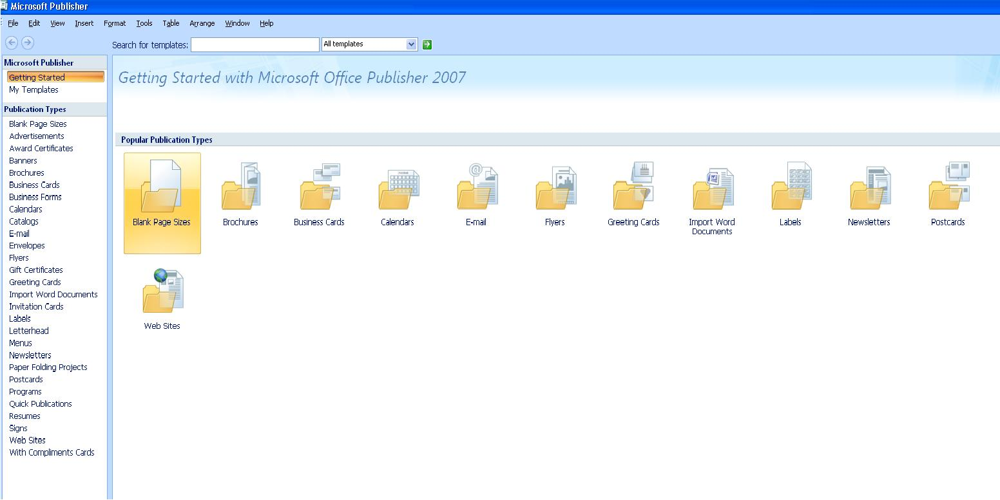 Microsoft Publisher
File Edit View Insert Format Tools Table Arrange Window Help
Search for templates: All templates
Microsoft Publisher
Getting Started
My Templates
Publication Types
Blank Page Sizes
Advertisements
Award Certificates
Banners
Brochures
Business Cards
Business Forms
Calendars
Catalogs
E-mail
Envelopes
Flyers
Gift Certificates
Greeting Cards
Import Word Documents
Invitation Cards
Labels
Letterhead
Menus
Newsletters
Paper Folding Projects
Postcards
Programs
Quick Publications
Resumes
Signs
Web Sites
With Compliments Cards
Getting Started with Microsoft Office Publisher 2007
Popular Publication Types
Blank Page Sizes Brochures Business Cards Calendars E-mail Flyers Greeting Cards Import Word Labels Newsletters Postcards
Documents
Web Sites